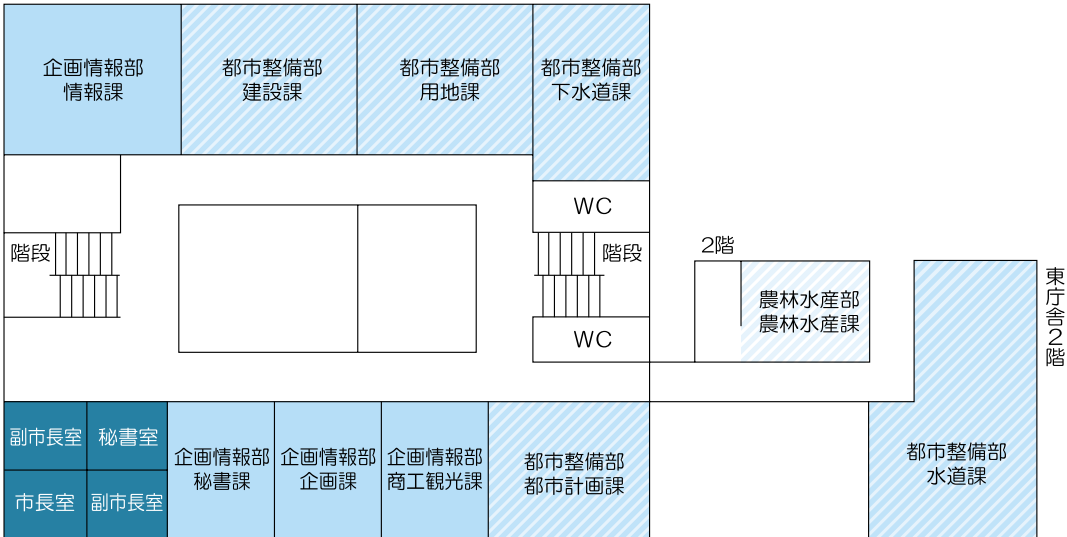 企画情報部
情報課
都市整備部
建設課
都市整備部
用地課
都市整備部
下水道課
WC
階段
階段
2階
農林水産部
農林水産課
WC
東庁舎2階
副市長室
秘書室
市長室
副市長室
企画情報部
秘書課
企画情報部
企画課
企画情報部
商工観光課
都市整備部
都市計画課
都市整備部
水道課